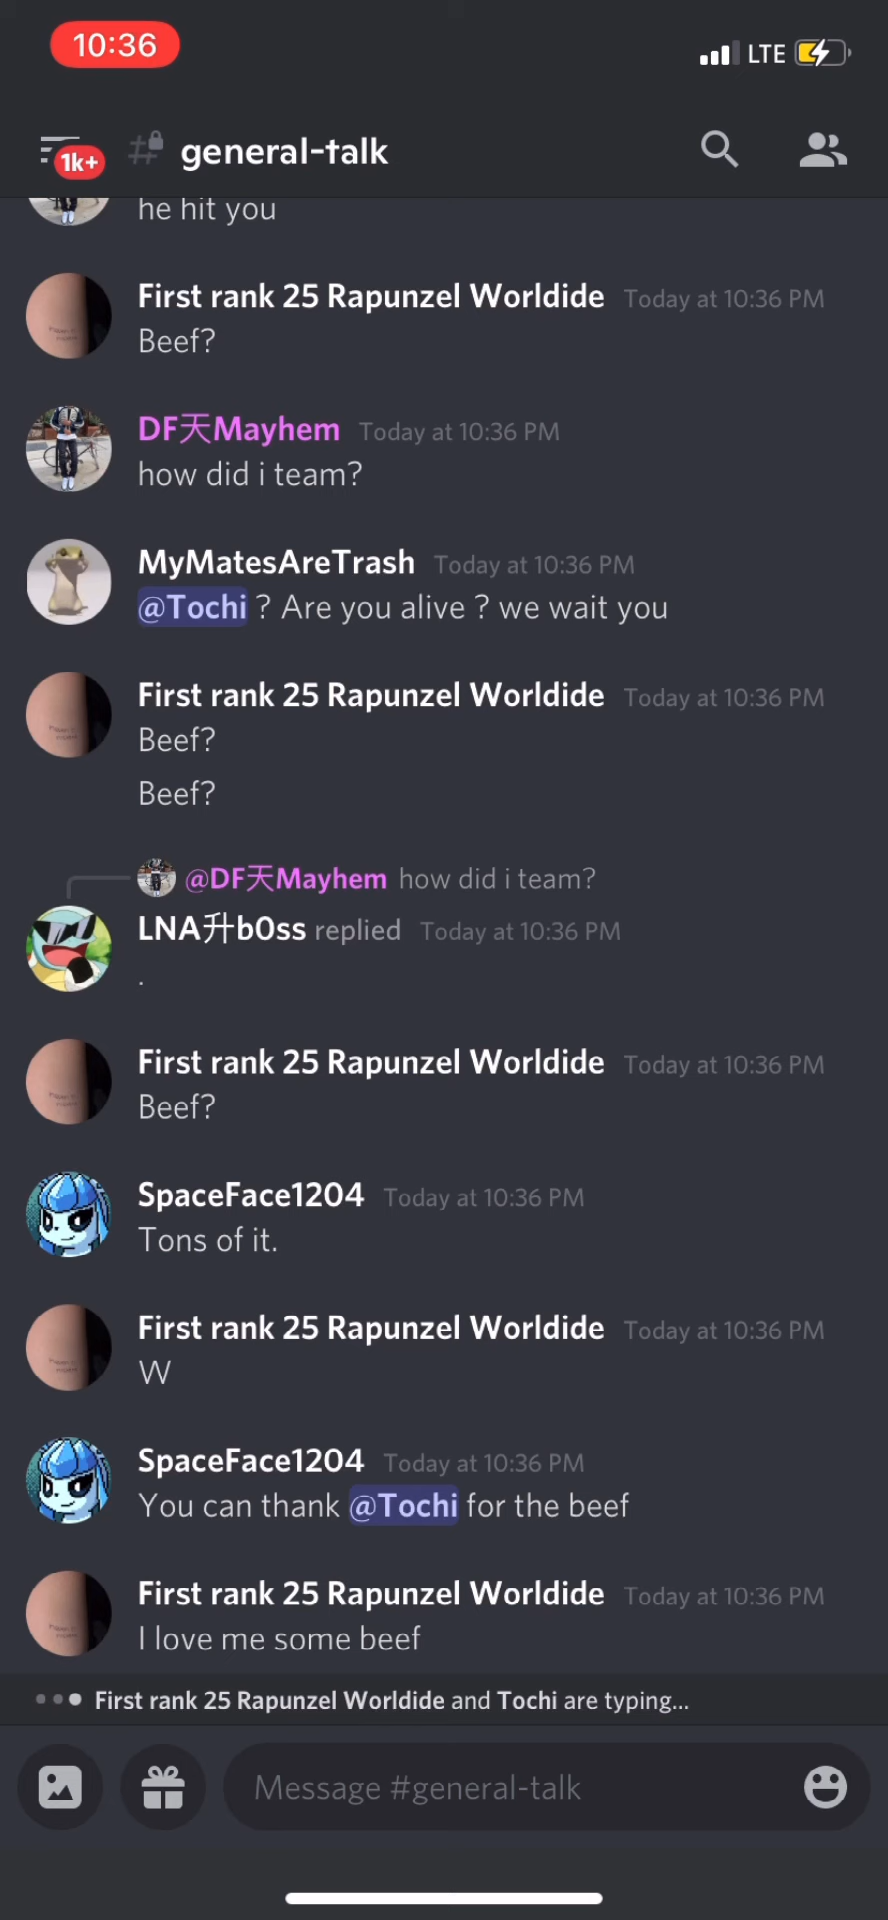 10:36
LTE
1k+
general-talk
he hit you
First rank 25 Rapunzel Worldide Today at 10:36 PM
Beef?
DF天Mayhem Today at 10:36 PM
how did i team?
MyMatesAreTrash Today at 10:36 PM
@Tochi ? Are you alive ? we wait you
First rank 25 Rapunzel Worldide Today at 10:36 PM
Beef?
Beef?
@DF天Mayhem how did i team?
LNA升b0ss replied Today at 10:36 PM
.
First rank 25 Rapunzel Worldide Today at 10:36 PM
Beef?
SpaceFace1204 Today at 10:36 PM
Tons of it.
First rank 25 Rapunzel Worldide Today at 10:36 PM
W
SpaceFace1204 Today at 10:36 PM
You can thank @Tochi for the beef
First rank 25 Rapunzel Worldide Today at 10:36 PM
I love me some beef
First rank 25 Rapunzel Worldide and Tochi are typing...
Message #general-talk